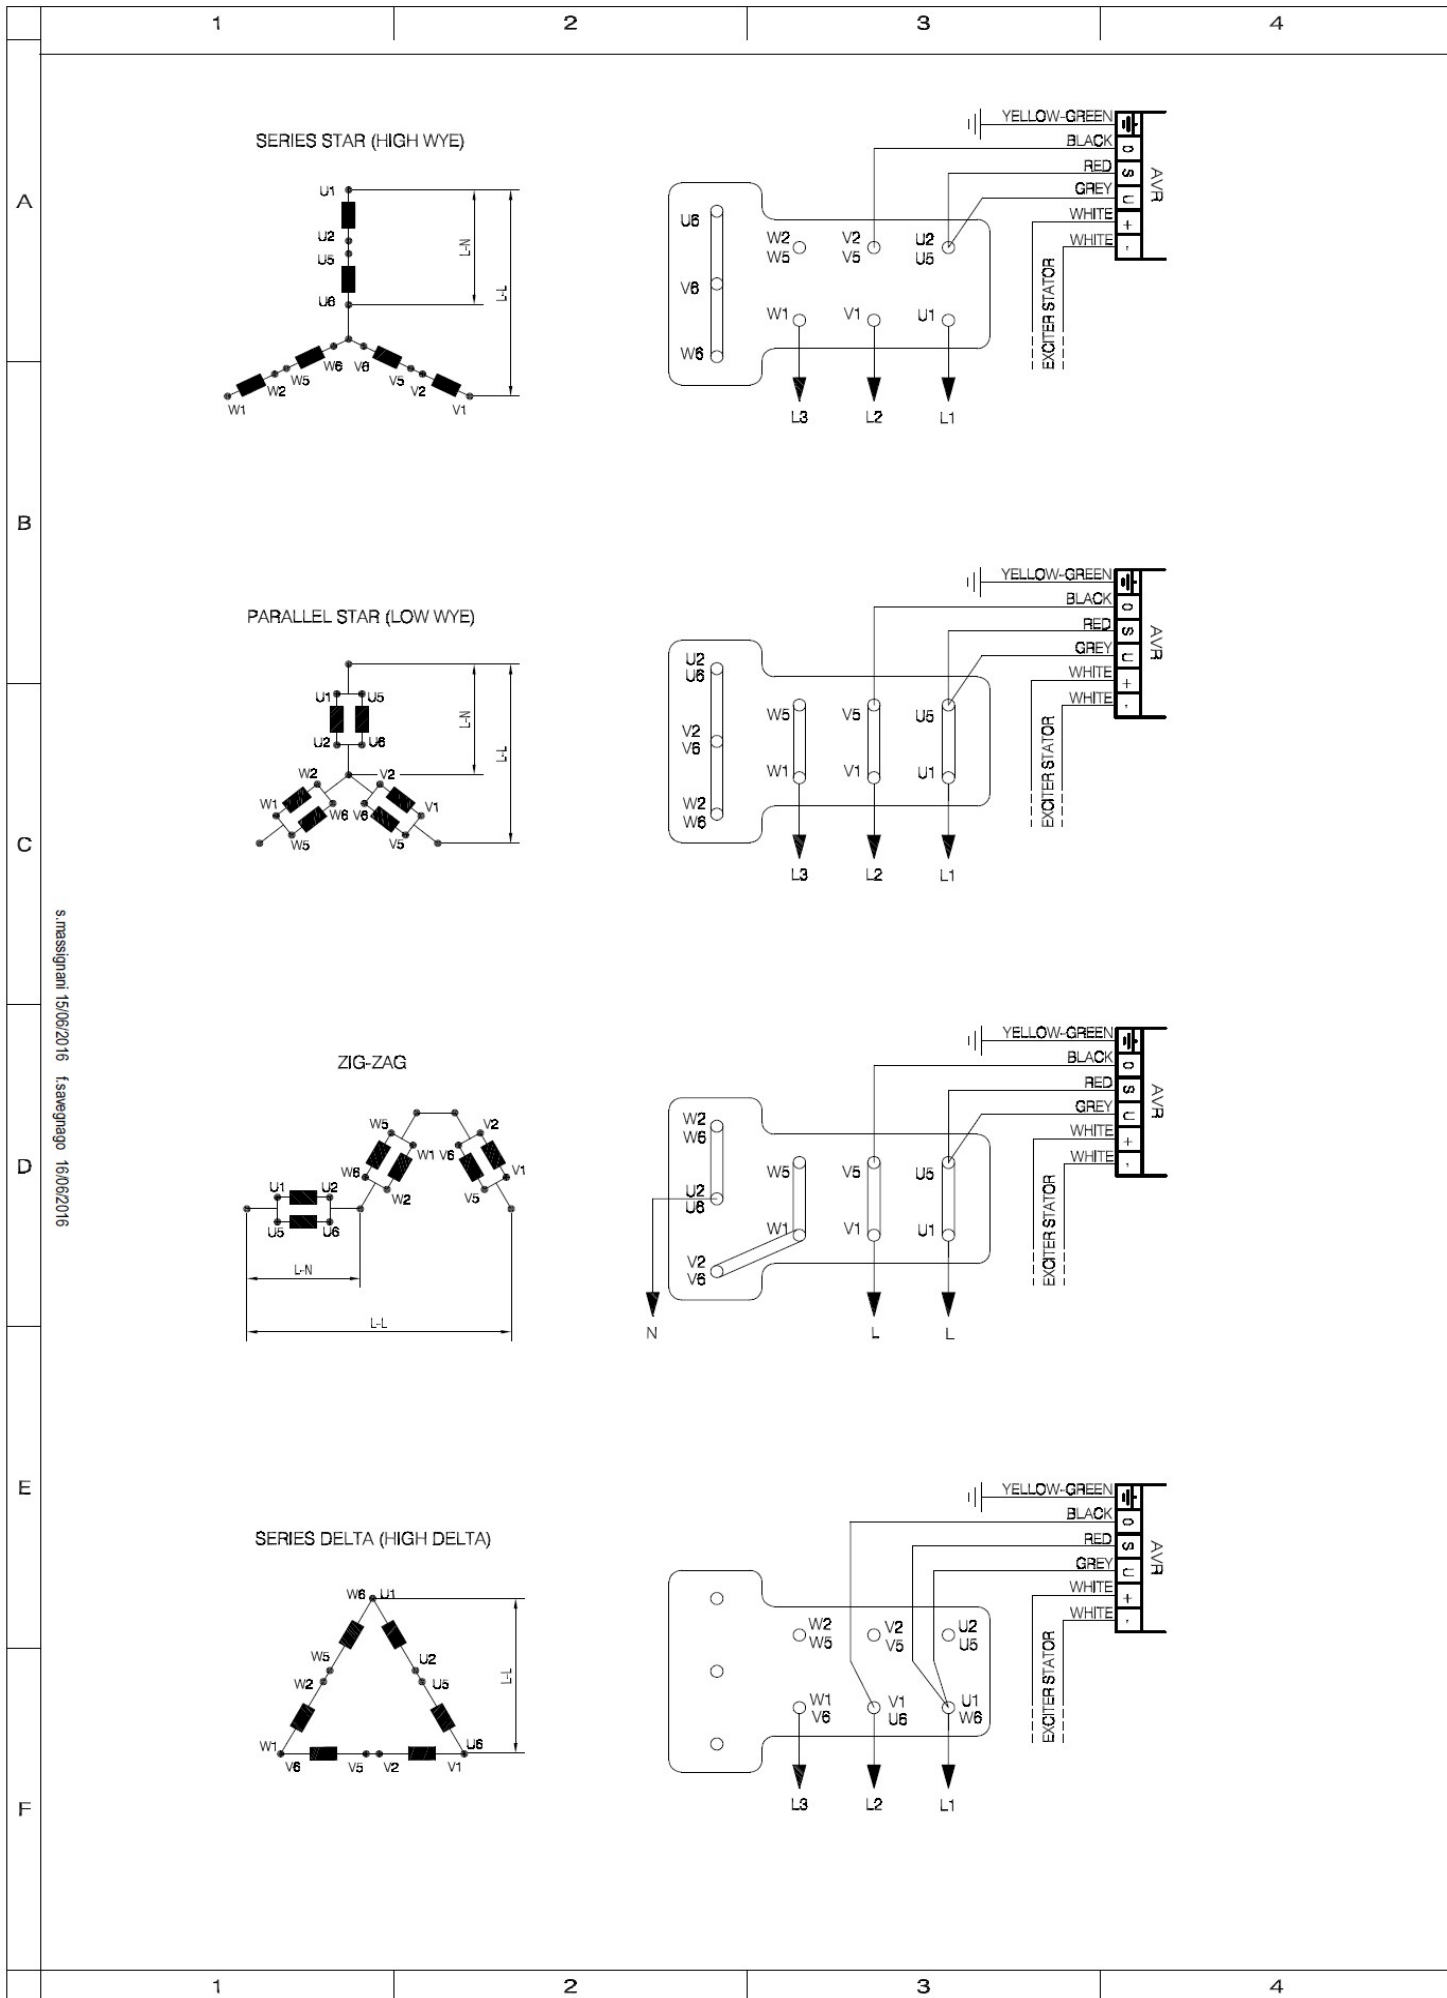 1 2 3 4
A
B
C
D
E
F
s.massignani 15/06/2016 f.savegnago 16/06/2016
SERIES STAR (HIGH WYE)
U1
U2
U5
U6
L-N
L-L
W6 V6
W5 V5
W2 V2
W1 V1
YELLOW-GREEN
BLACK 0
RED S
GREY U
WHITE +
WHITE -
AVR
EXCITER STATOR
U6 W2 V2 U2
W5 V5 U5
V6
W1 V1 U1
W6
L3 L2 L1
PARALLEL STAR (LOW WYE)
U1 U5
U2 U6
L-N
L-L
W2 V2
W1 W6 V6 V1
W5 V5
YELLOW-GREEN
BLACK 0
RED S
GREY U
WHITE +
WHITE -
AVR
EXCITER STATOR
U2
U6
W5 V5 U5
V2
V6
W1 V1 U1
W2
W6
L3 L2 L1
ZIG-ZAG
W5 V2
V6 W1
W6 V1
U1 U2 W2 V5
U5 U6
L-N
L-L
YELLOW-GREEN
BLACK 0
RED S
GREY U
WHITE +
WHITE -
AVR
EXCITER STATOR
W2
W6
W5 V5 U5
U2
U6
W1 V1 U1
V2
V6
N L L
SERIES DELTA (HIGH DELTA)
W6 U1
W5 U2
W2 U5
L-L
W1 U6
V6 V5 V2 V1
YELLOW-GREEN
BLACK 0
RED S
GREY U
WHITE +
WHITE -
AVR
EXCITER STATOR
W2 V2 U2
W5 V5 U5
W1 V1 U1
V6 U6 W6
L3 L2 L1
1 2 3 4